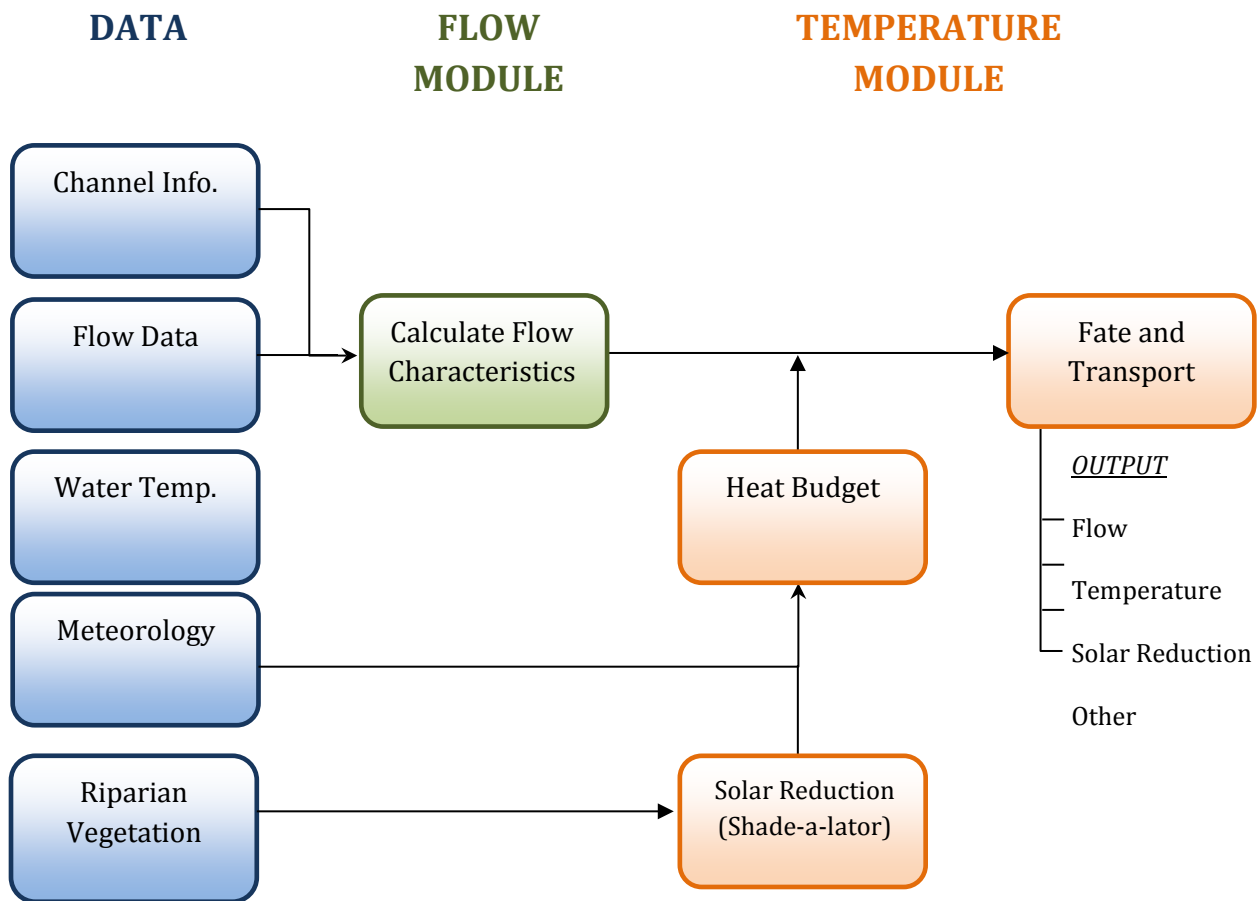 DATA
FLOW
MODULE
TEMPERATURE
MODULE
Channel Info.
Flow Data
Calculate Flow
Characteristics
Fate and
Transport
Water Temp.
Heat Budget
OUTPUT
Flow
Temperature
Meteorology
Solar Reduction
Other
Riparian
Vegetation
Solar Reduction
(Shade-a-lator)